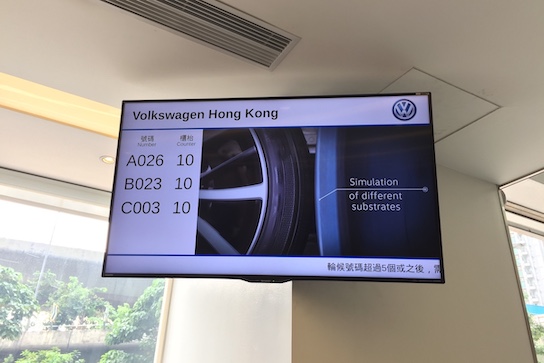 Volkswagen Hong Kong
號碼 櫃枱
Number Counter
A026 10
B023 10
C003 10
Simulation
of different
substrates
輪候號碼超過5個或之後，需